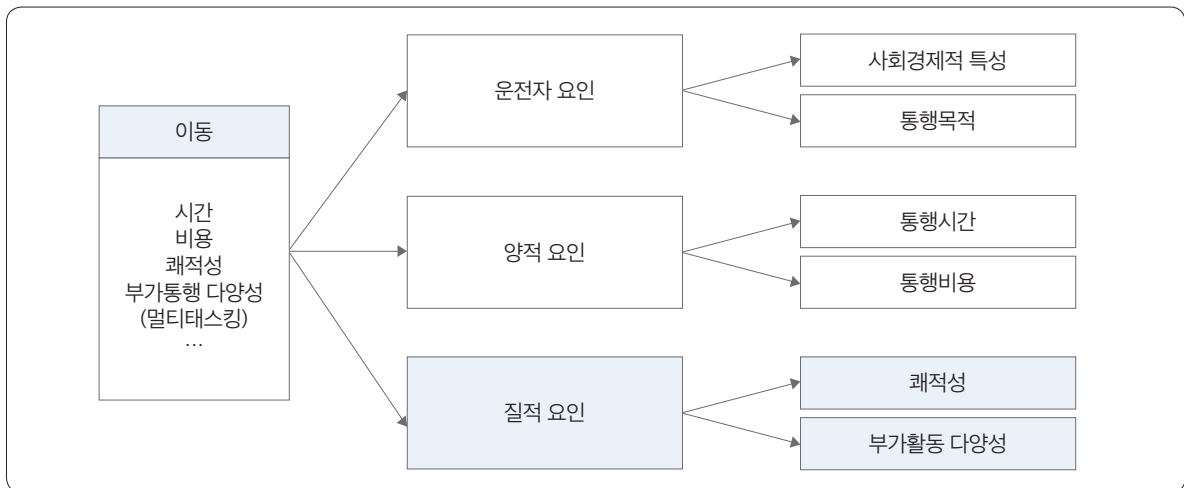 이동
시간
비용
쾌적성
부가통행 다양성
(멀티태스킹)
…
운전자 요인
사회경제적 특성
통행목적
양적 요인
통행시간
통행비용
질적 요인
쾌적성
부가활동 다양성